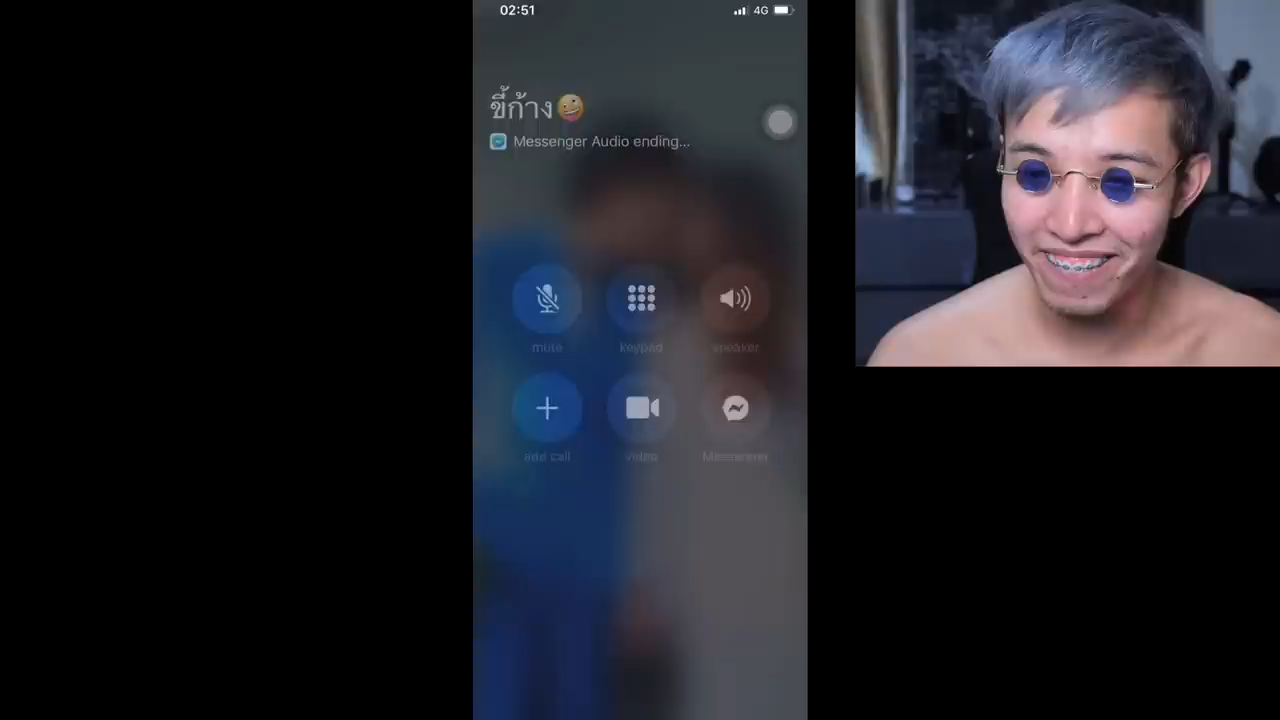 02:51
4G
ขี้ก้าง🤪
Messenger Audio ending...
mute
keypad
speaker
add call
video
Messenger